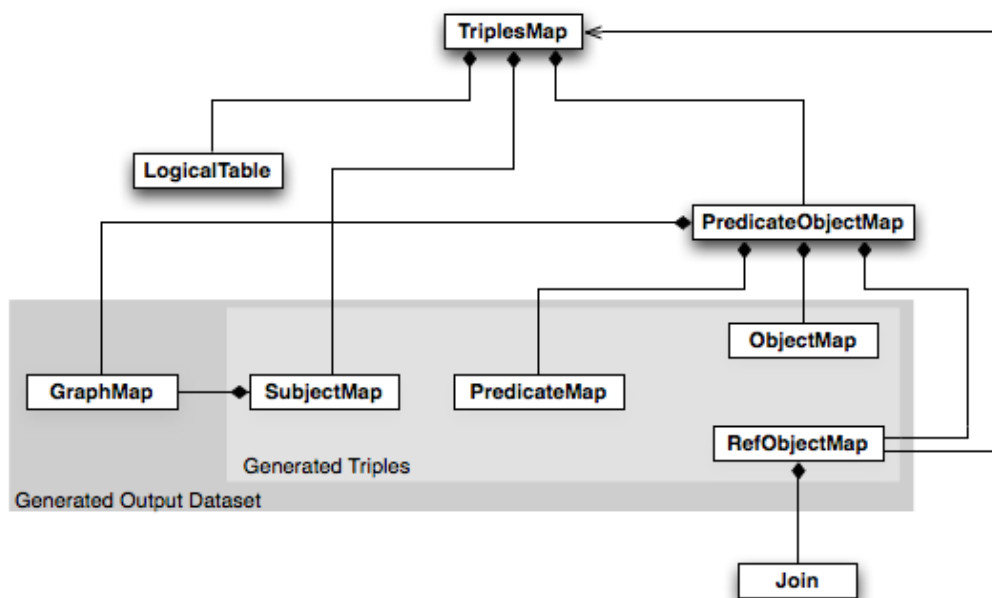 TriplesMap
LogicalTable
PredicateObjectMap
ObjectMap
GraphMap
SubjectMap
PredicateMap
RefObjectMap
Generated Triples
Generated Output Dataset
Join